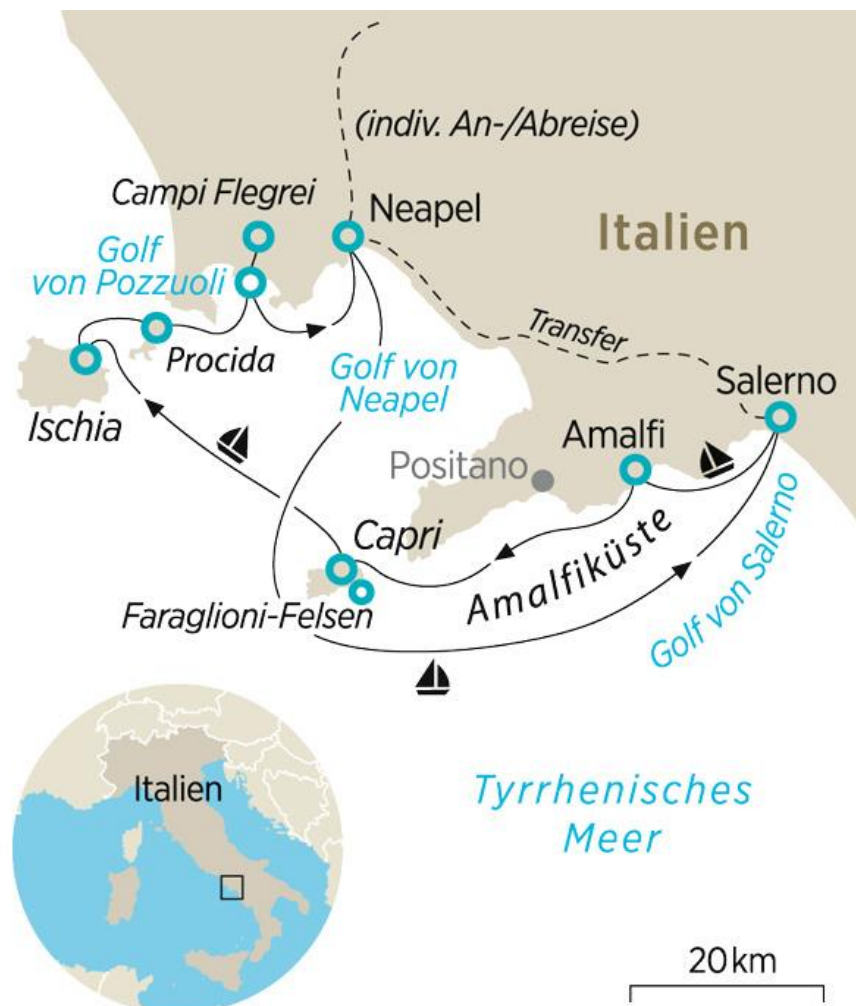 (indiv. An-/Abreise)
Campi Flegrei
Neapel
Italien
Golf
von Pozzuoli
Transfer
Procida
Golf von
Neapel
Salerno
Ischia
Amalfi
Positano
Capri
Amalfiküste
Golf von Salerno
Faraglioni-Felsen
Italien
Tyrrhenisches
Meer
20 km